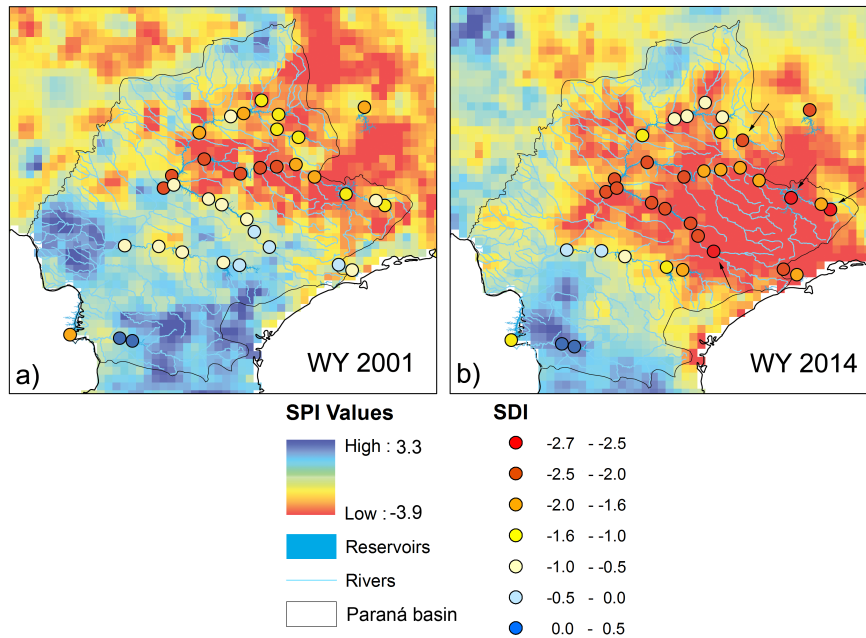 a)
WY 2001
b)
WY 2014
SPI Values
High : 3.3
Low : -3.9
Reservoirs
Rivers
Paraná basin
SDI
-2.7 - -2.5
-2.5 - -2.0
-2.0 - -1.6
-1.6 - -1.0
-1.0 - -0.5
-0.5 - 0.0
0.0 - 0.5